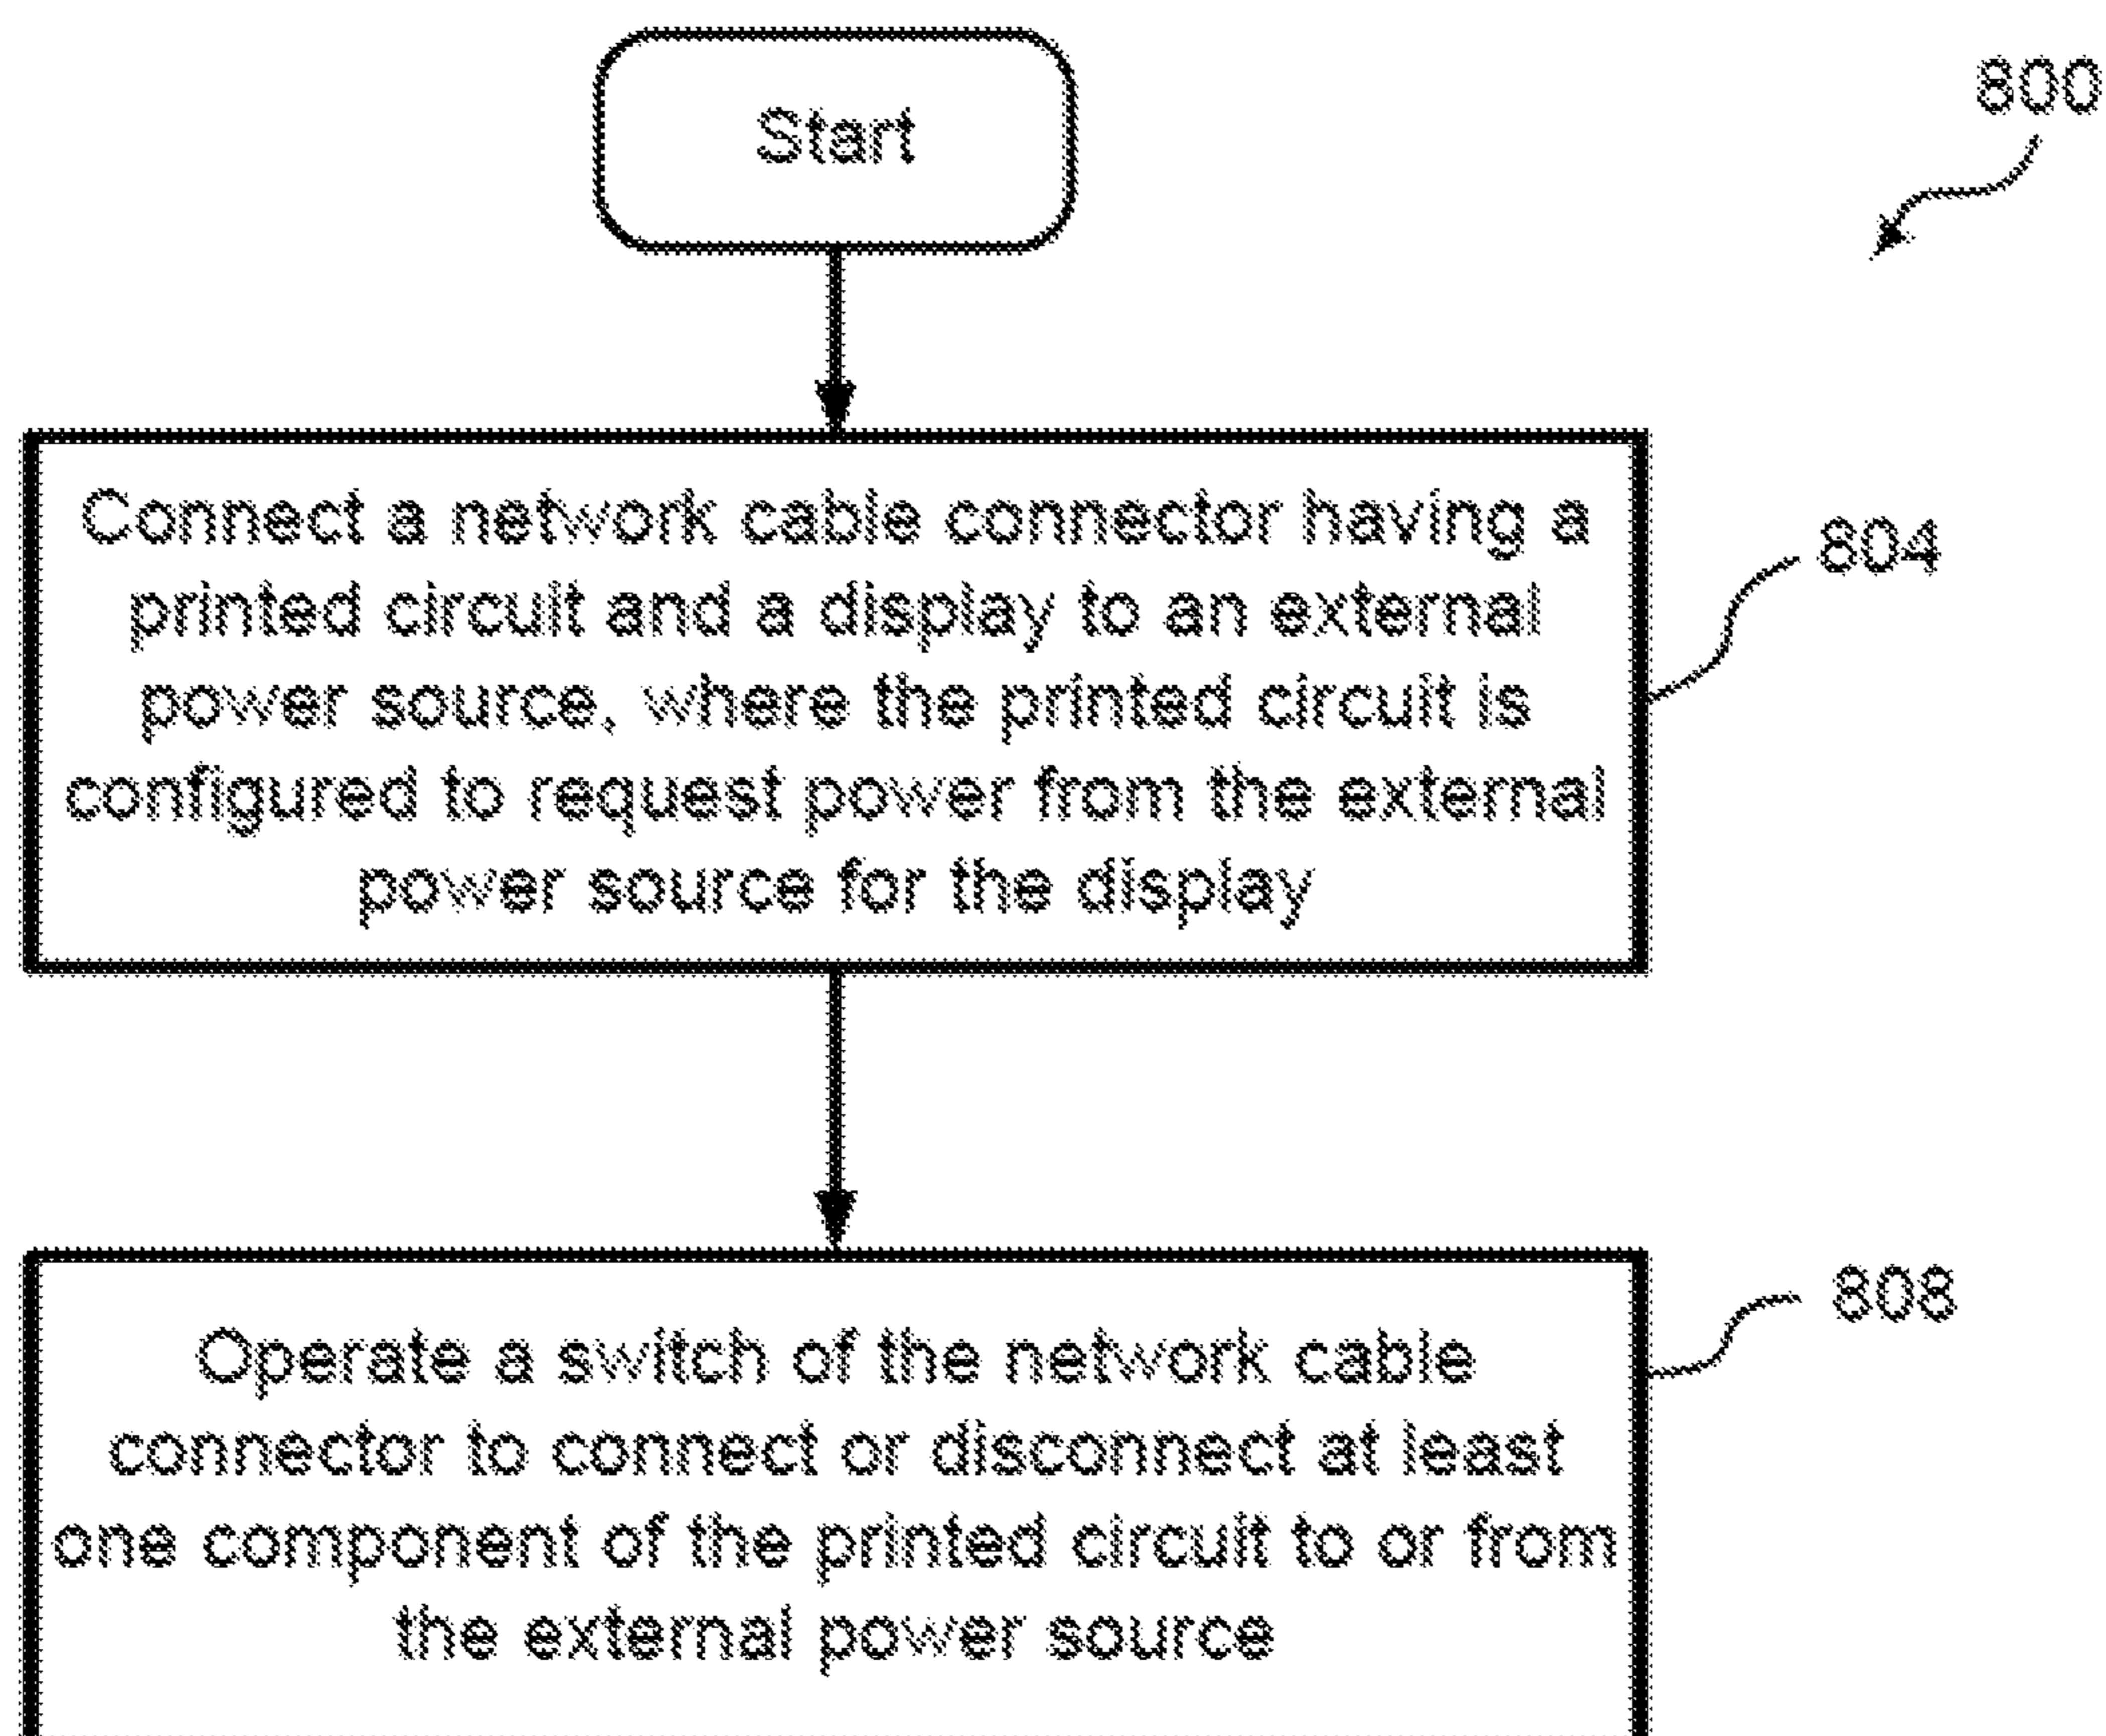 Start
800
Connect a network cable connector having a
printed circuit and a display to an external
power source, where the printed circuit is
configured to request power from the external
power source for the display
804
Operate a switch of the network cable
connector to connect or disconnect at least
one component of the printed circuit to or from
the external power source
808